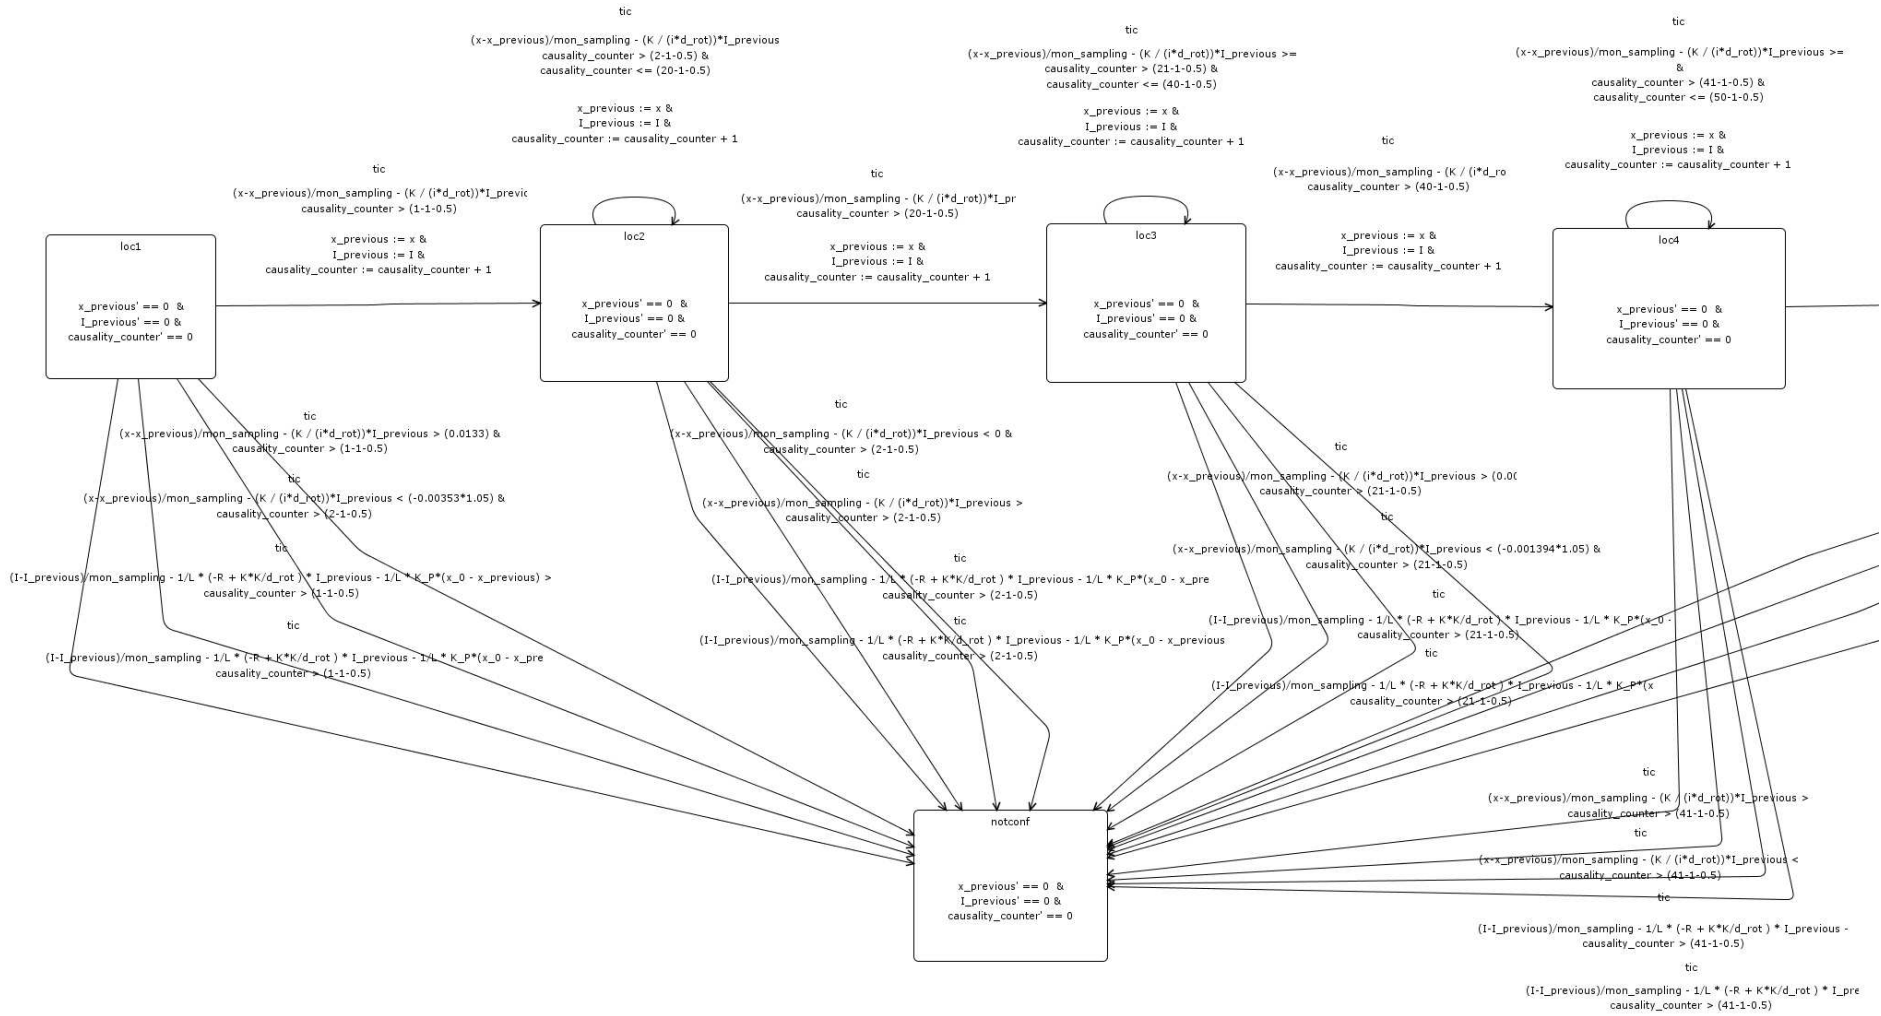 tic
(x-x_previous)/mon_sampling - (K / (i*d_rot))*I_previous
causality_counter > (2-1-0.5) &
causality_counter <= (20-1-0.5)
x_previous := x &
I_previous := I &
causality_counter := causality_counter + 1
tic
(x-x_previous)/mon_sampling - (K / (i*d_rot))*I_previous >=
causality_counter > (21-1-0.5) &
causality_counter <= (40-1-0.5)
x_previous := x &
I_previous := I &
causality_counter := causality_counter + 1
tic
(x-x_previous)/mon_sampling - (K / (i*d_rot))*I_previous >=
&
causality_counter > (41-1-0.5) &
causality_counter <= (50-1-0.5)
x_previous := x &
I_previous := I &
causality_counter := causality_counter + 1
tic
(x-x_previous)/mon_sampling - (K / (i*d_rot))*I_previc
causality_counter > (1-1-0.5)
x_previous := x &
I_previous := I &
causality_counter := causality_counter + 1
tic
(x-x_previous)/mon_sampling - (K / (i*d_rot))*I_pr
causality_counter > (20-1-0.5)
x_previous := x &
I_previous := I &
causality_counter := causality_counter + 1
tic
(x-x_previous)/mon_sampling - (K / (i*d_ro
causality_counter > (40-1-0.5)
x_previous := x &
I_previous := I &
causality_counter := causality_counter + 1
loc1
x_previous' == 0 &
I_previous' == 0 &
causality_counter' == 0
loc2
x_previous' == 0 &
I_previous' == 0 &
causality_counter' == 0
loc3
x_previous' == 0 &
I_previous' == 0 &
causality_counter' == 0
loc4
x_previous' == 0 &
I_previous' == 0 &
causality_counter' == 0
tic
(x-x_previous)/mon_sampling - (K / (i*d_rot))*I_previous > (0.0133) &
causality_counter > (1-1-0.5)
tic
(x-x_previous)/mon_sampling - (K / (i*d_rot))*I_previous < (-0.00353*1.05) &
causality_counter > (2-1-0.5)
tic
(I-I_previous)/mon_sampling - 1/L * (-R + K*K/d_rot ) * I_previous - 1/L * K_P*(x_0 - x_previous) >
causality_counter > (1-1-0.5)
tic
(I-I_previous)/mon_sampling - 1/L * (-R + K*K/d_rot ) * I_previous - 1/L * K_P*(x_0 - x_pre
causality_counter > (1-1-0.5)
tic
(x-x_previous)/mon_sampling - (K / (i*d_rot))*I_previous < 0 &
causality_counter > (2-1-0.5)
tic
(x-x_previous)/mon_sampling - (K / (i*d_rot))*I_previous >
causality_counter > (2-1-0.5)
tic
(I-I_previous)/mon_sampling - 1/L * (-R + K*K/d_rot ) * I_previous - 1/L * K_P*(x_0 - x_pre
causality_counter > (2-1-0.5)
tic
(I-I_previous)/mon_sampling - 1/L * (-R + K*K/d_rot ) * I_previous - 1/L * K_P*(x_0 - x_previous
causality_counter > (2-1-0.5)
tic
(x-x_previous)/mon_sampling - (K / (i*d_rot))*I_previous > (0.0(
causality_counter > (21-1-0.5)
tic
(x-x_previous)/mon_sampling - (K / (i*d_rot))*I_previous < (-0.001394*1.05) &
causality_counter > (21-1-0.5)
tic
(I-I_previous)/mon_sampling - 1/L * (-R + K*K/d_rot ) * I_previous - 1/L * K_P*(x_0 -
causality_counter > (21-1-0.5)
tic
(I-I_previous)/mon_sampling - 1/L * (-R + K*K/d_rot ) * I_previous - 1/L * K_P*(x
causality_counter > (21-1-0.5)
tic
(x-x_previous)/mon_sampling - (K / (i*d_rot))*I_previous >
causality_counter > (41-1-0.5)
tic
(x-x_previous)/mon_sampling - (K / (i*d_rot))*I_previous <
causality_counter > (41-1-0.5)
tic
(I-I_previous)/mon_sampling - 1/L * (-R + K*K/d_rot ) * I_previous -
causality_counter > (41-1-0.5)
tic
(I-I_previous)/mon_sampling - 1/L * (-R + K*K/d_rot ) * I_pre
causality_counter > (41-1-0.5)
notconf
x_previous' == 0 &
I_previous' == 0 &
causality_counter' == 0